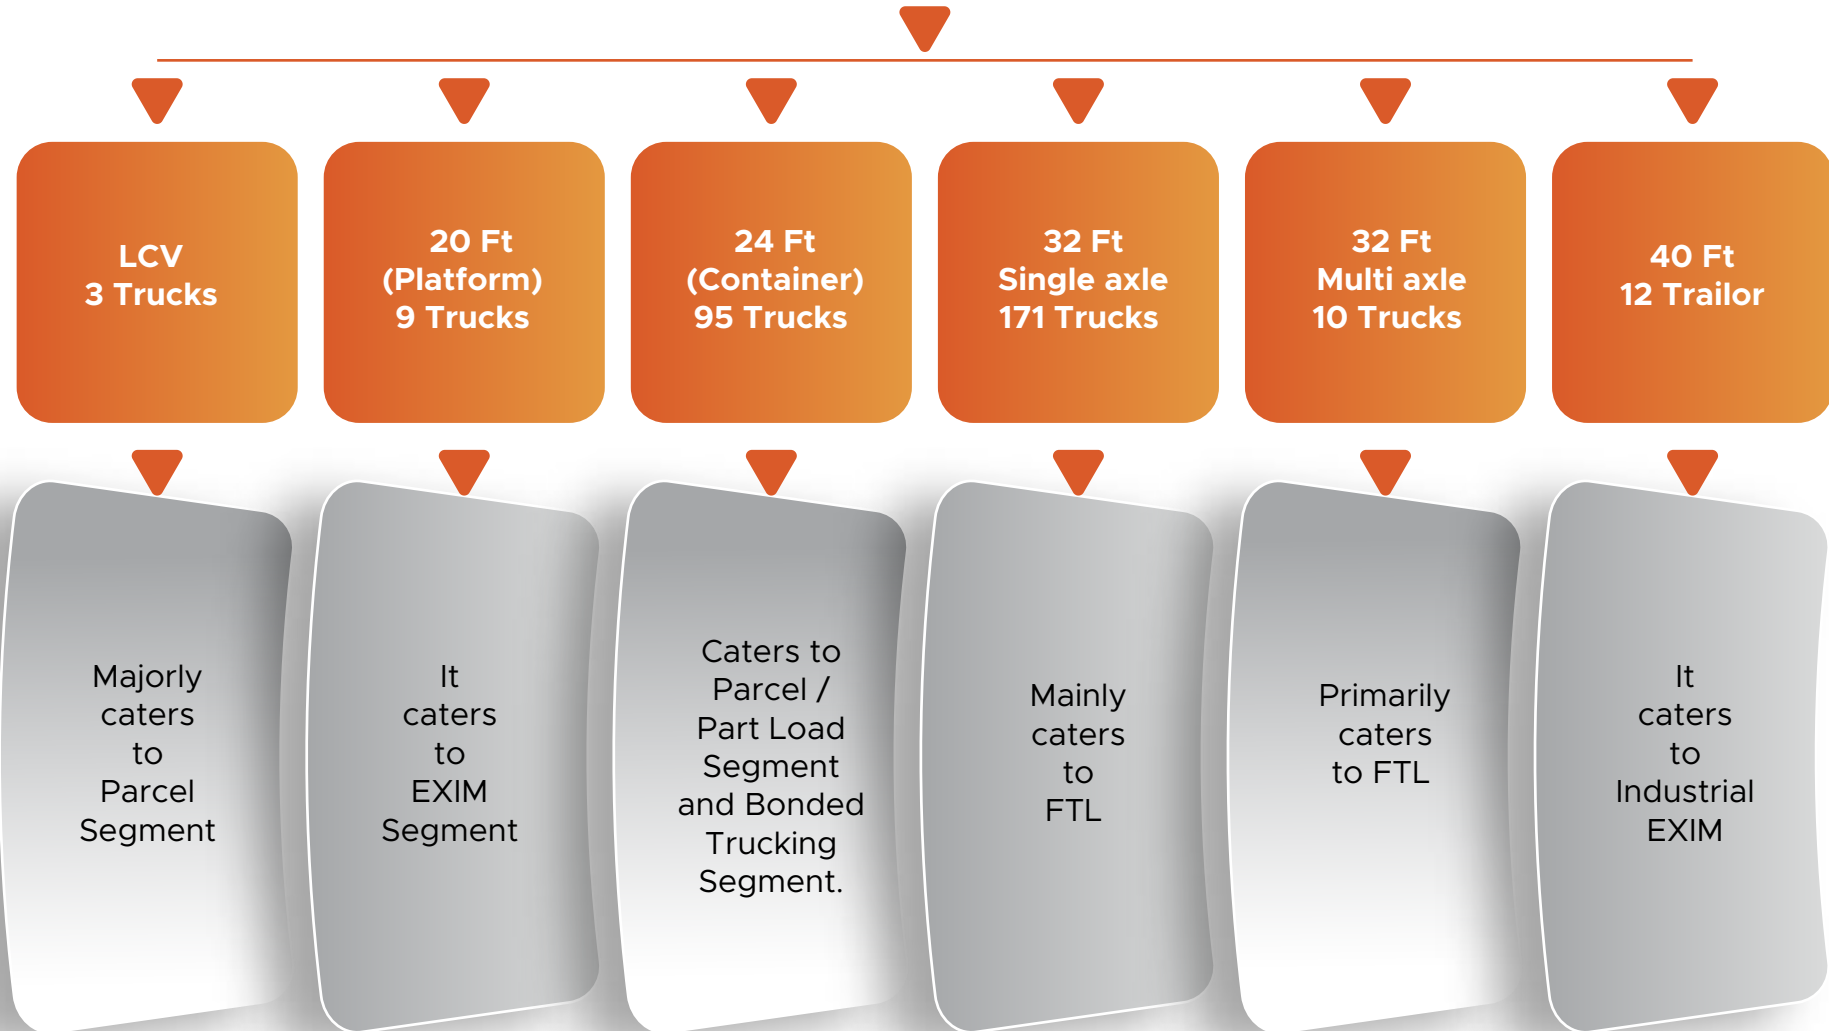 LCV
3 Trucks
20 Ft
(Platform)
9 Trucks
24 Ft
(Container)
95 Trucks
32 Ft
Single axle
171 Trucks
32 Ft
Multi axle
10 Trucks
40 Ft
12 Trailor
Majorly
caters
to
Parcel
Segment
It
caters
to
EXIM
Segment
Caters to
Parcel /
Part Load
Segment
and Bonded
Trucking
Segment.
Mainly
caters
to
FTL
Primarily
caters
to FTL
It
caters
to
Industrial
EXIM